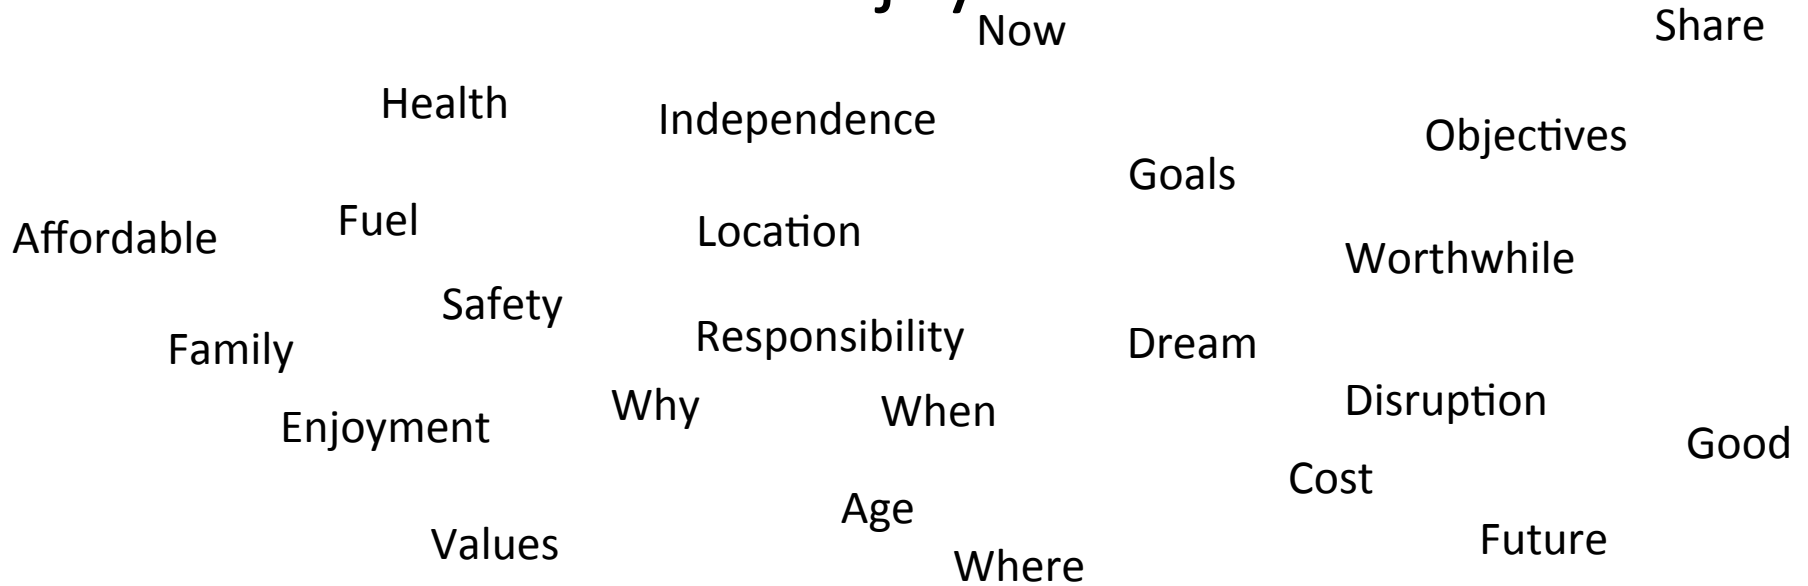 Now
Share
Health
Independence
Objectives
Goals
Affordable
Fuel
Location
Worthwhile
Safety
Family
Responsibility
Dream
Enjoyment
Why
When
Disruption
Good
Cost
Age
Values
Where
Future